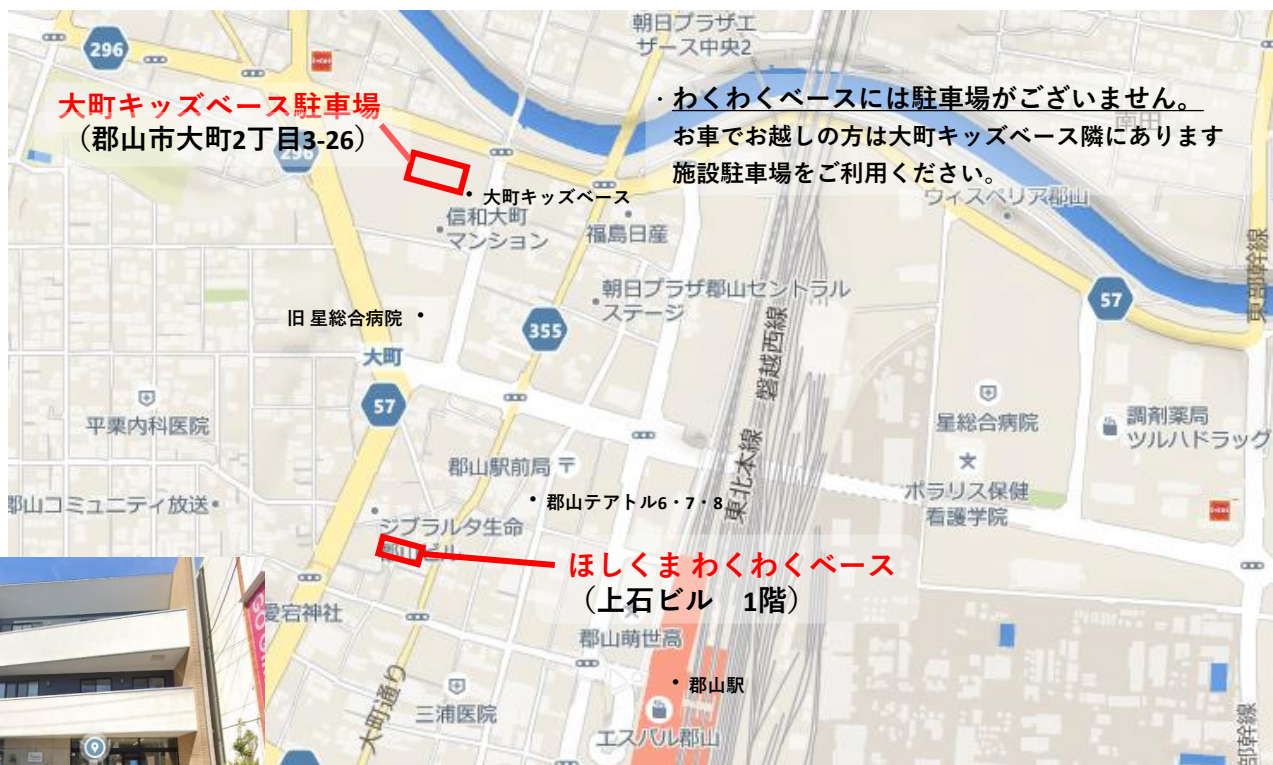 朝日プラザエ
ザース中央2
296
大町キッズベース駐車場
（郡山市大町2丁目3-26）
296
・わくわくベースには駐車場がございません。
お車でお越しの方は大町キッズベース隣にあります
施設駐車場をご利用ください。
南田
・大町キッズベース
信和大町
マンション
福島日産
ウィスペリア郡山
東部幹線
朝日プラザ郡山セントラル
ステージ
57
旧 星総合病院 ・
355
磐越西線
大町
57
平栗内科医院
星総合病院
調剤薬局
ツルハドラッグ
東北本線
郡山駅前局
・郡山テアトル6・7・8
ポラリス保健
看護学院
郡山コミュニティ放送
ジブラルタ生命
郡山ビル
ほしくま わくわくベース
（上石ビル　1階）
愛宕神社
郡山萌世高
・郡山駅
大町通り
三浦医院
エスパル郡山
部幹線